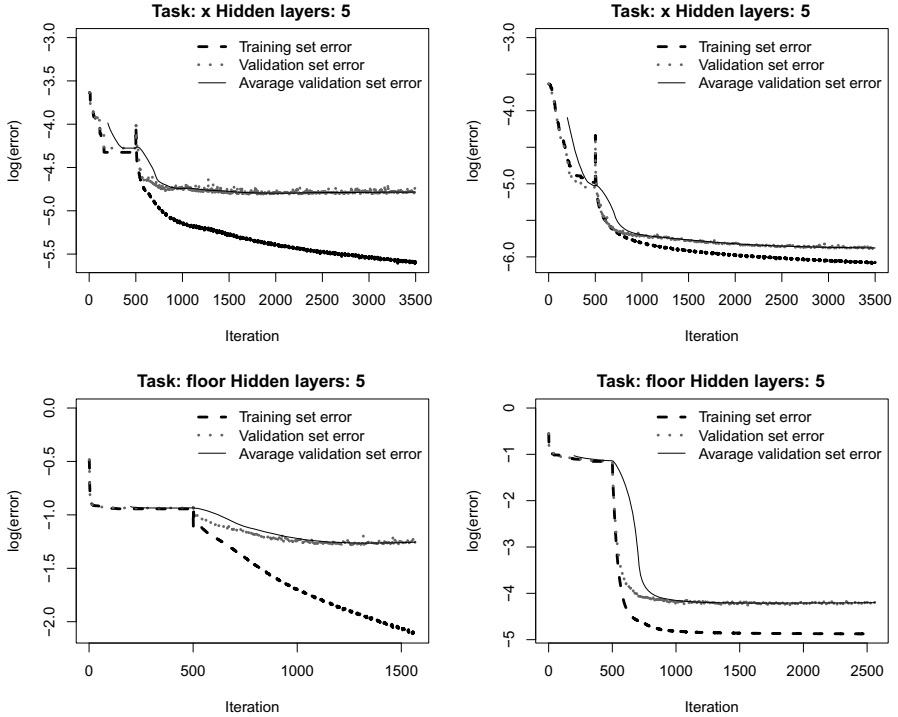 Task: x Hidden layers: 5
-3.0
-3.5
-4.0
-4.5
-5.0
-5.5
log(error)
Training set error
Validation set error
Avarage validation set error
0 500 1000 1500 2000 2500 3000 3500
Iteration
Task: x Hidden layers: 5
-3.0
-4.0
-5.0
-6.0
log(error)
Training set error
Validation set error
Avarage validation set error
0 500 1000 1500 2000 2500 3000 3500
Iteration
Task: floor Hidden layers: 5
0.0
-0.5
-1.0
-1.5
-2.0
log(error)
Training set error
Validation set error
Avarage validation set error
0 500 1000 1500
Iteration
Task: floor Hidden layers: 5
0
-1
-2
-3
-4
-5
log(error)
Training set error
Validation set error
Avarage validation set error
0 500 1000 1500 2000 2500
Iteration